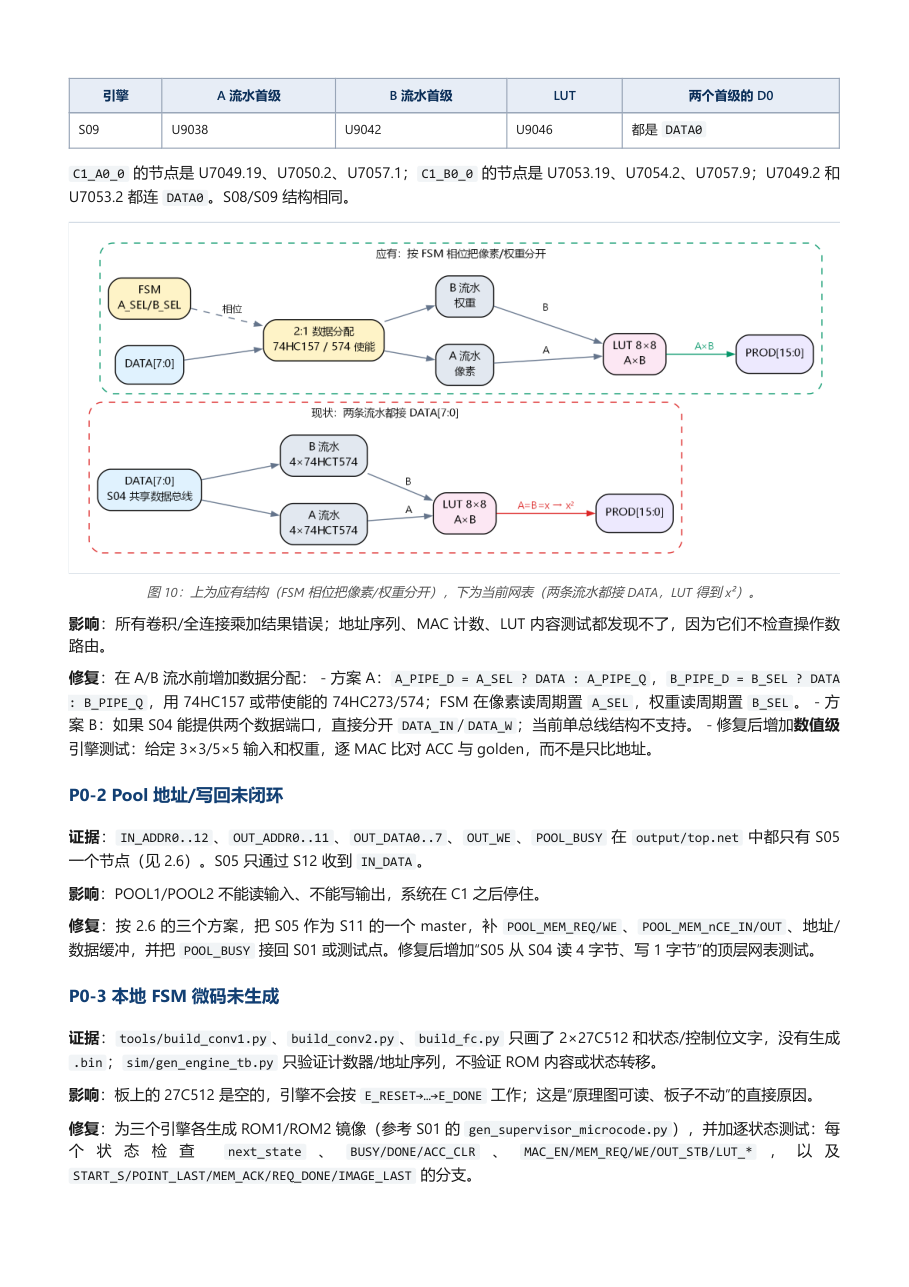 引擎 A 流水首级 B 流水首级 LUT 两个首级的 D0
S09 U9038 U9042 U9046 都是 DATA0
C1_A0_0 的节点是 U7049.19、U7050.2、U7057.1；C1_B0_0 的节点是 U7053.19、U7054.2、U7057.9；U7049.2 和
U7053.2 都连 DATA0。S08/S09 结构相同。
应有：按 FSM 相位把像素/权重分开
FSM
A_SEL/B_SEL
相位
DATA[7:0]
2:1 数据分配
74HC157 / 574 使能
B 流水
权重
A 流水
像素
B
A
LUT 8×8
A×B
A×B
PROD[15:0]
现状：两条流水都接 DATA[7:0]
DATA[7:0]
S04 共享数据总线
B 流水
4×74HCT574
A 流水
4×74HCT574
B
A
LUT 8×8
A×B
A=B=x → x²
PROD[15:0]
图 10：上为应有结构（FSM 相位把像素/权重分开），下为当前网表（两条流水都接 DATA，LUT 得到 x²）。
影响：所有卷积/全连接乘加结果错误；地址序列、MAC 计数、LUT 内容测试都发现不了，因为它们不检查操作数
路由。
修复：在 A/B 流水前增加数据分配： - 方案 A：A_PIPE_D = A_SEL ? DATA : A_PIPE_Q，B_PIPE_D = B_SEL ? DATA
: B_PIPE_Q，用 74HC157 或带使能的 74HC273/574；FSM 在像素读周期置 A_SEL，权重读周期置 B_SEL。 - 方
案 B：如果 S04 能提供两个数据端口，直接分开 DATA_IN / DATA_W；当前单总线结构不支持。 - 修复后增加数值级
引擎测试：给定 3×3/5×5 输入和权重，逐 MAC 比对 ACC 与 golden，而不是只比地址。
P0-2 Pool 地址/写回未闭环
证据：IN_ADDR0..12、OUT_ADDR0..11、OUT_DATA0..7、OUT_WE、POOL_BUSY 在 output/top.net 中都只有 S05
一个节点（见 2.6）。S05 只通过 S12 收到 IN_DATA。
影响：POOL1/POOL2 不能读输入、不能写输出，系统在 C1 之后停住。
修复：按 2.6 的三个方案，把 S05 作为 S11 的一个 master，补 POOL_MEM_REQ/WE、POOL_MEM_nCE_IN/OUT、地址/
数据缓冲，并把 POOL_BUSY 接回 S01 或测试点。修复后增加“S05 从 S04 读 4 字节、写 1 字节”的顶层网表测试。
P0-3 本地 FSM 微码未生成
证据：tools/build_conv1.py、build_conv2.py、build_fc.py 只画了 2×27C512 和状态/控制位文字，没有生成
.bin；sim/gen_engine_tb.py 只验证计数器/地址序列，不验证 ROM 内容或状态转移。
影响：板上的 27C512 是空的，引擎不会按 E_RESET→…→E_DONE 工作；这是“原理图可读、板子不动”的直接原因。
修复：为三个引擎各生成 ROM1/ROM2 镜像（参考 S01 的 gen_supervisor_microcode.py），并加逐状态测试：每
个状态检查 next_state、BUSY/DONE/ACC_CLR、MAC_EN/MEM_REQ/WE/OUT_STB/LUT_*，以及
START_S/POINT_LAST/MEM_ACK/REQ_DONE/IMAGE_LAST 的分支。